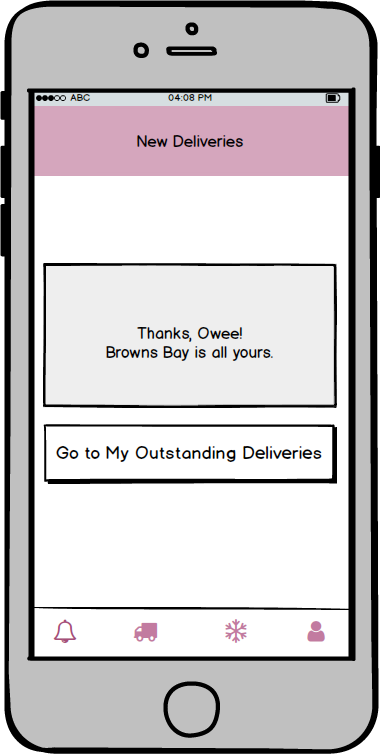 ABC 04:08 PM
New Deliveries
Thanks, Owee!
Browns Bay is all yours.
Go to My Outstanding Deliveries